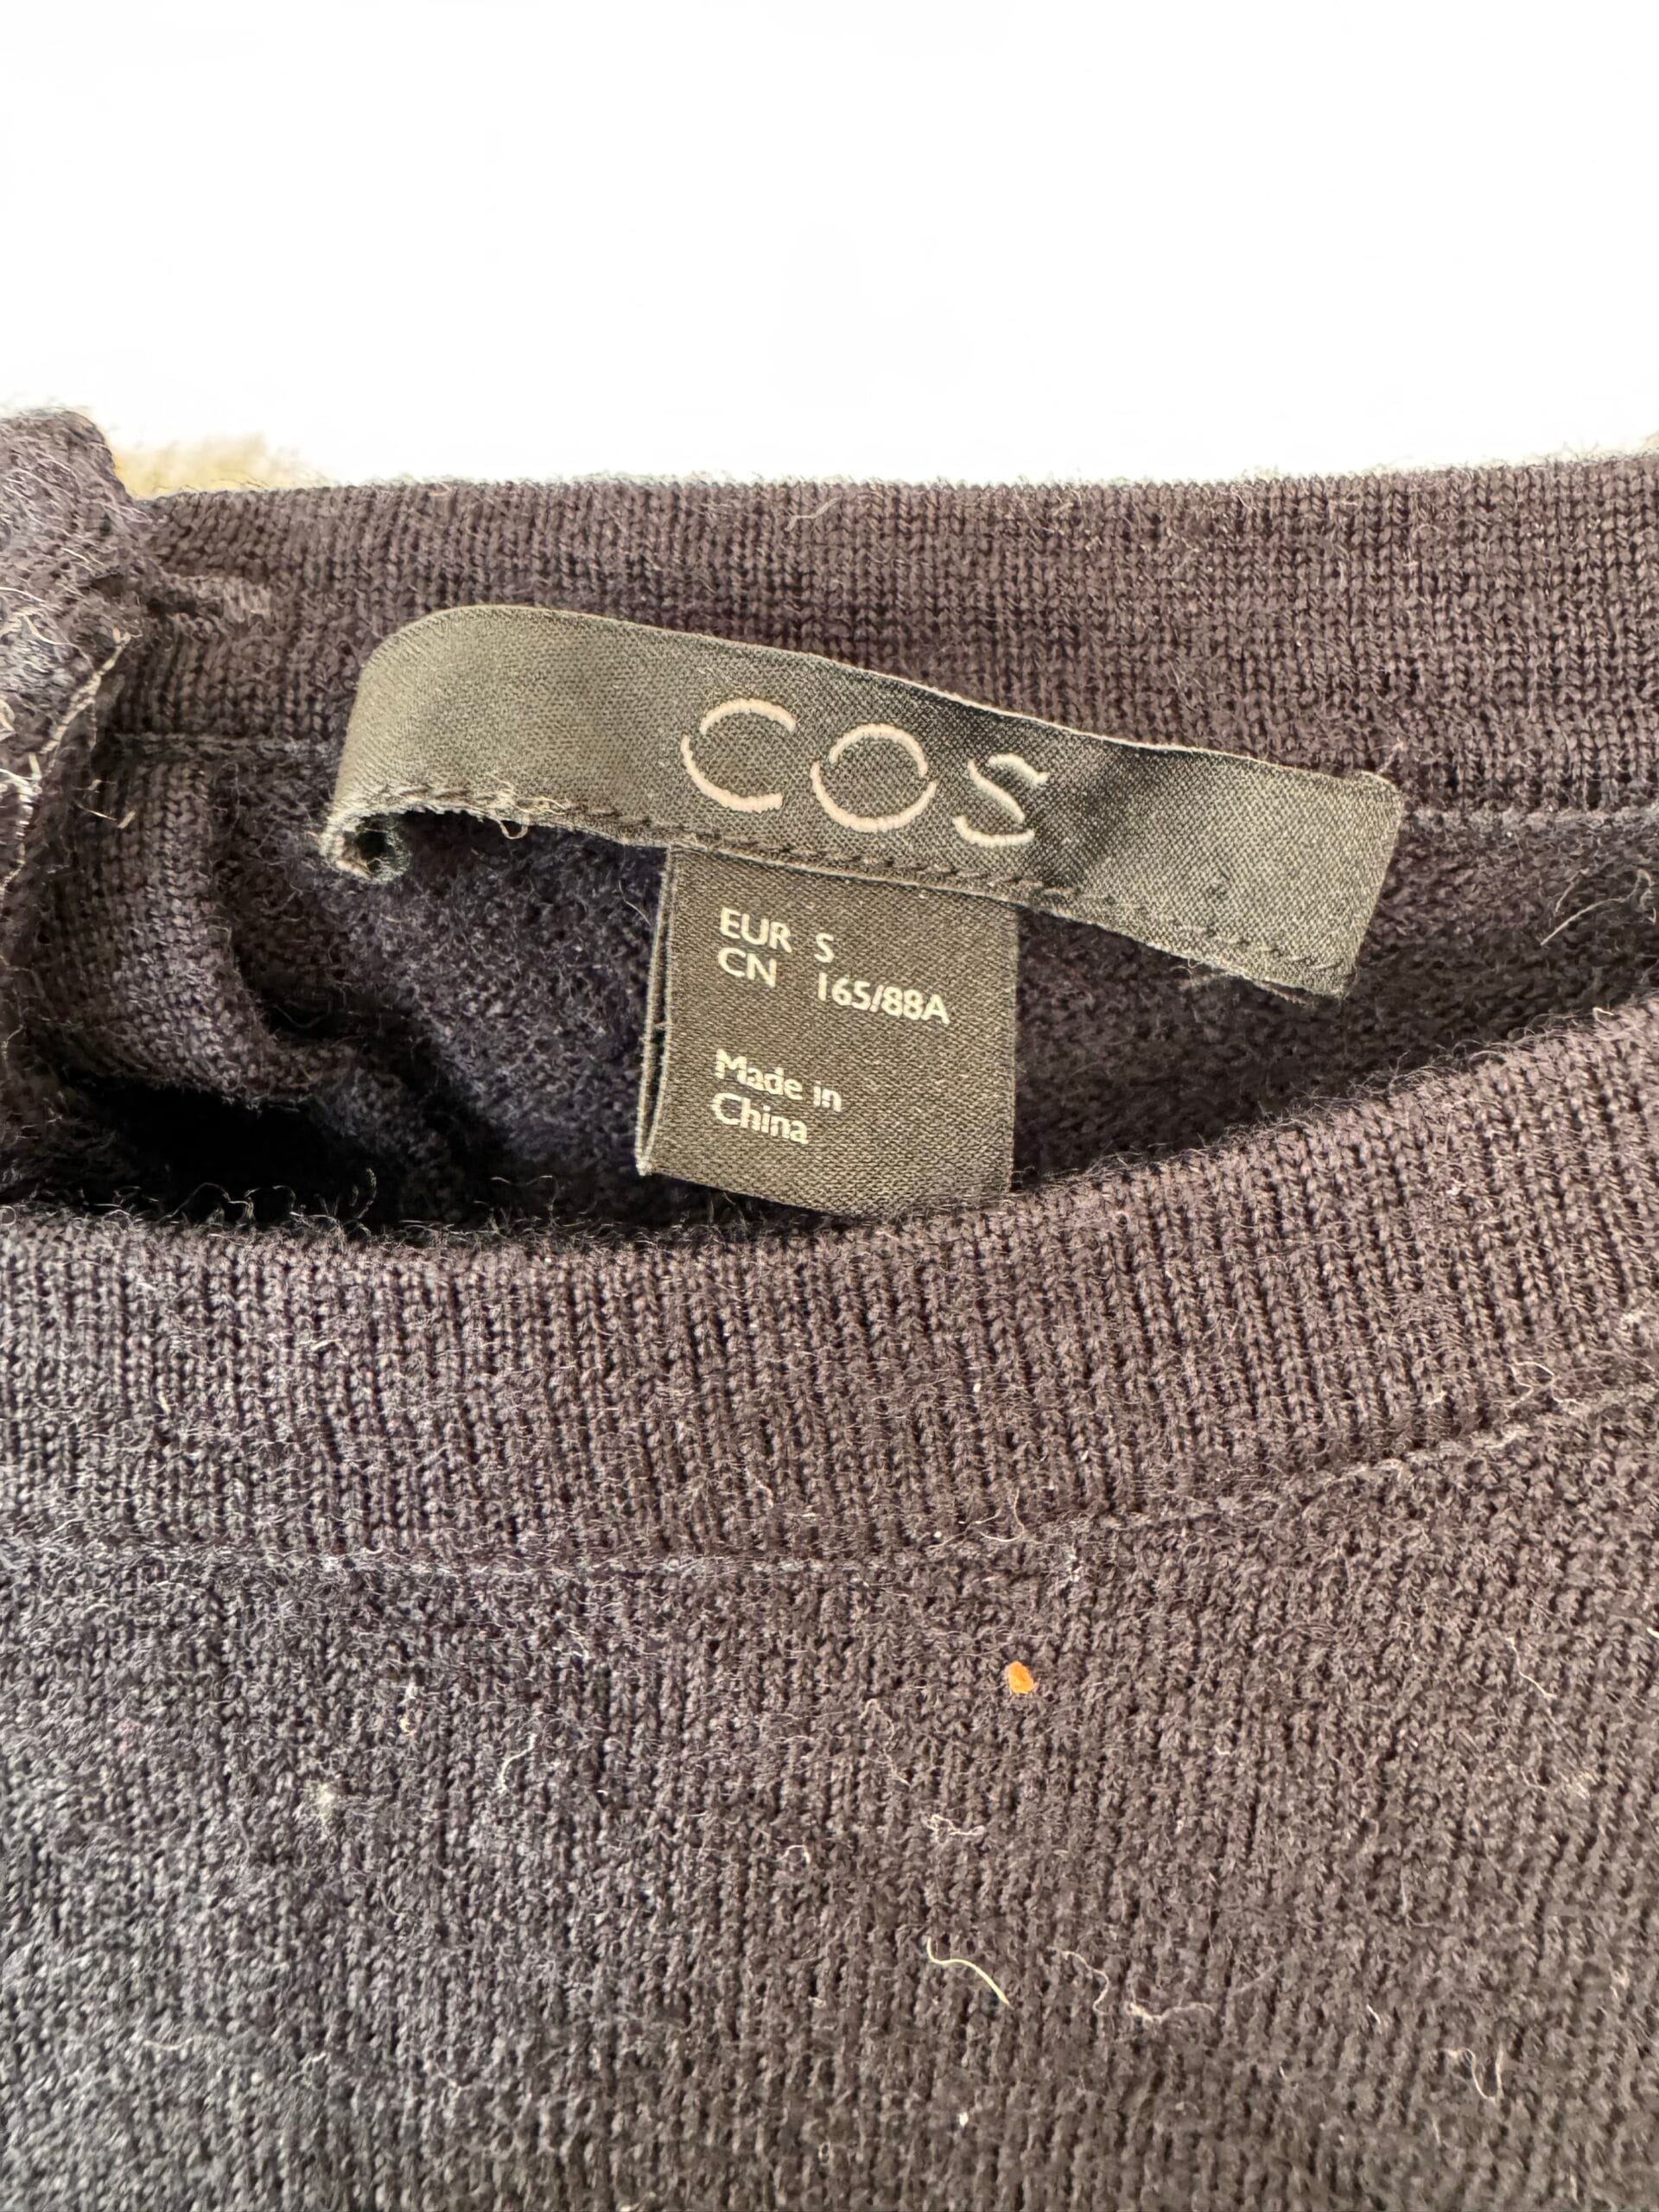 COS
EUR S
CN 165/88A
Made in
China